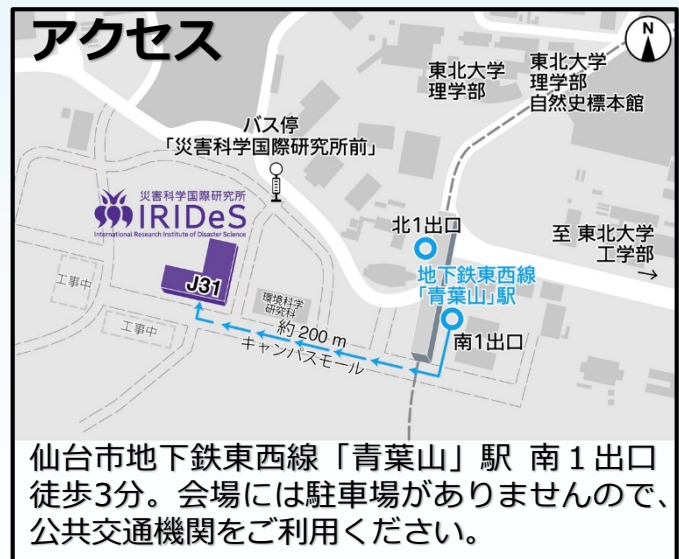 アクセス
N
東北大学
理学部
東北大学
理学部
自然史標本館
バス停
「災害科学国際研究所前」
災害科学国際研究所
IRIDeS
International Research Institute of Disaster Science
北1出口
至 東北大学
工学部
地下鉄東西線
「青葉山」駅
工事中
J31
環境科学
研究科
工事中
約 200 m
キャンパスモール
南1出口
仙台市地下鉄東西線「青葉山」駅 南１出口
徒歩3分。会場には駐車場がありませんので、
公共交通機関をご利用ください。